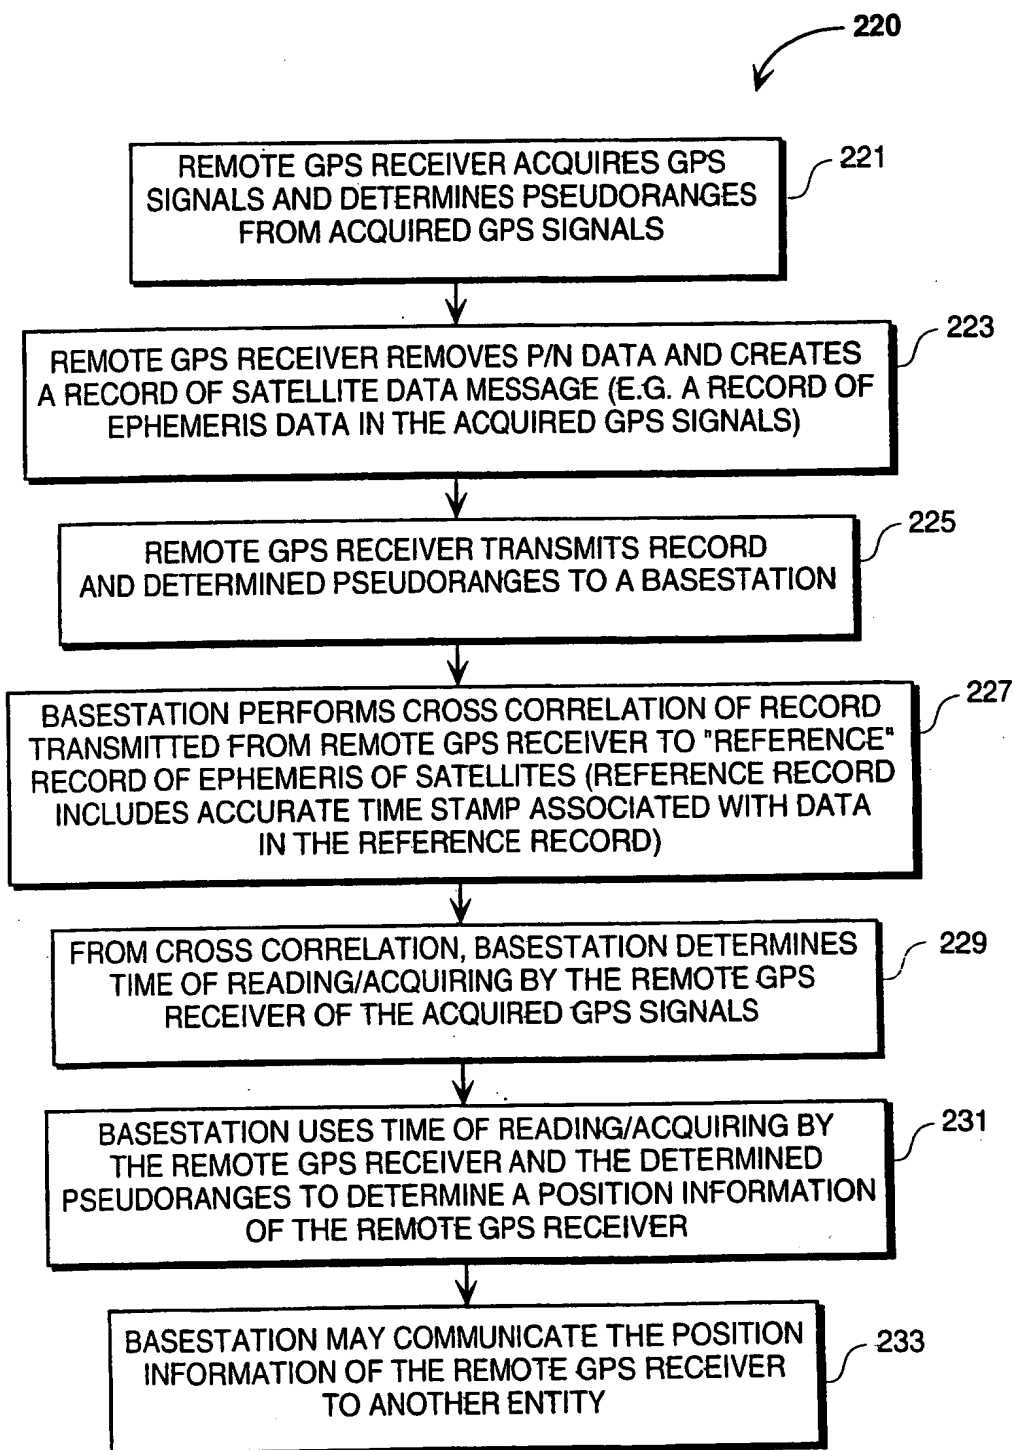 220
REMOTE GPS RECEIVER ACQUIRES GPS
SIGNALS AND DETERMINES PSEUDORANGES
FROM ACQUIRED GPS SIGNALS
221
REMOTE GPS RECEIVER REMOVES P/N DATA AND CREATES
A RECORD OF SATELLITE DATA MESSAGE (E.G. A RECORD OF
EPHEMERIS DATA IN THE ACQUIRED GPS SIGNALS)
223
REMOTE GPS RECEIVER TRANSMITS RECORD
AND DETERMINED PSEUDORANGES TO A BASESTATION
225
BASESTATION PERFORMS CROSS CORRELATION OF RECORD
TRANSMITTED FROM REMOTE GPS RECEIVER TO "REFERENCE"
RECORD OF EPHEMERIS OF SATELLITES (REFERENCE RECORD
INCLUDES ACCURATE TIME STAMP ASSOCIATED WITH DATA
IN THE REFERENCE RECORD)
227
FROM CROSS CORRELATION, BASESTATION DETERMINES
TIME OF READING/ACQUIRING BY THE REMOTE GPS
RECEIVER OF THE ACQUIRED GPS SIGNALS
229
BASESTATION USES TIME OF READING/ACQUIRING BY
THE REMOTE GPS RECEIVER AND THE DETERMINED
PSEUDORANGES TO DETERMINE A POSITION INFORMATION
OF THE REMOTE GPS RECEIVER
231
BASESTATION MAY COMMUNICATE THE POSITION
INFORMATION OF THE REMOTE GPS RECEIVER
TO ANOTHER ENTITY
233